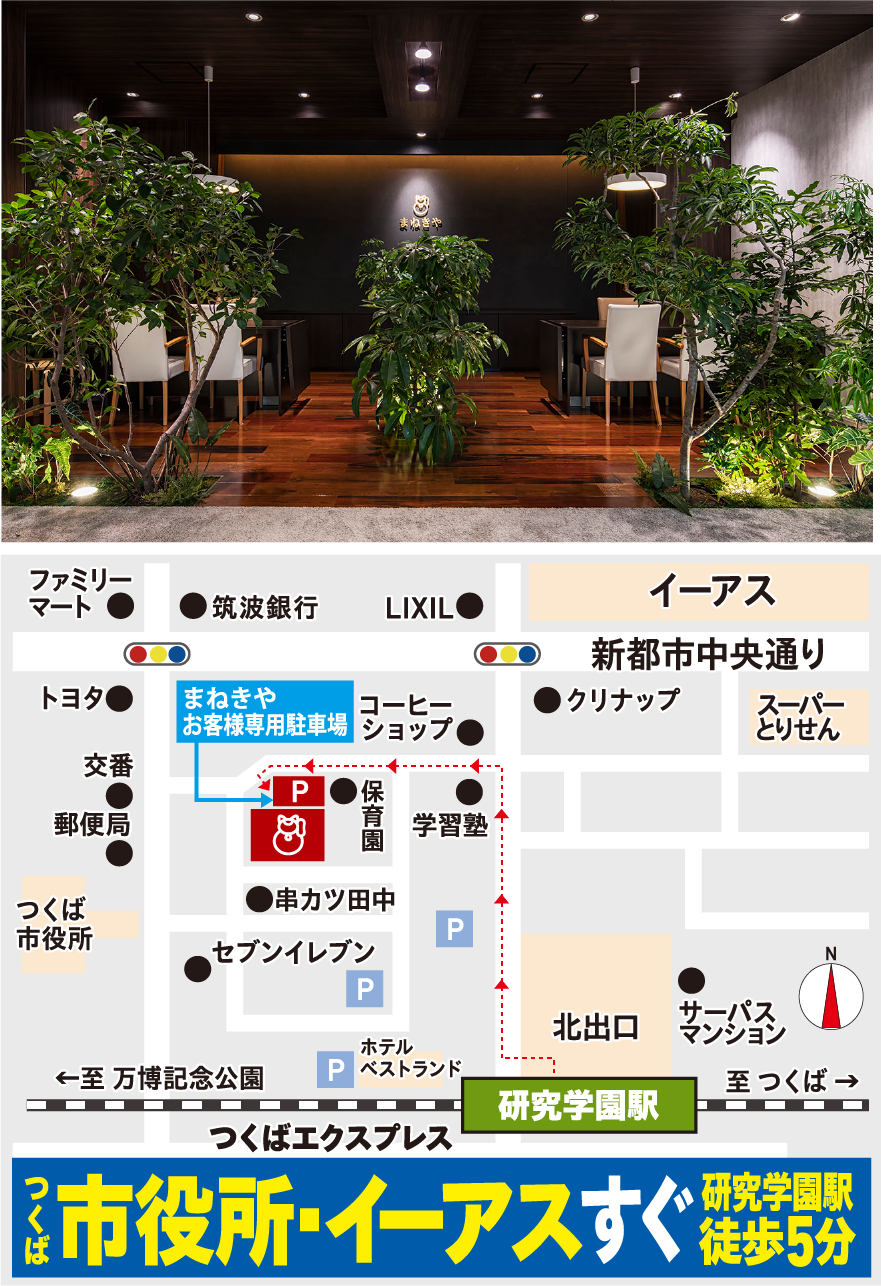 まねきや
ファミリー
マート
筑波銀行
LIXIL
イーアス
新都市中央通り
トヨタ
まねきや
お客様専用駐車場
コーヒー
ショップ
クリナップ
スーパー
とりせん
交番
P
保育園
学習塾
郵便局
つくば
市役所
串カツ田中
P
セブンイレブン
P
N
サーパス
マンション
北出口
ホテル
ベストランド
P
←至 万博記念公園
至 つくば→
研究学園駅
つくばエクスプレス
つくば
市役所・イーアスすぐ
研究学園駅
徒歩5分